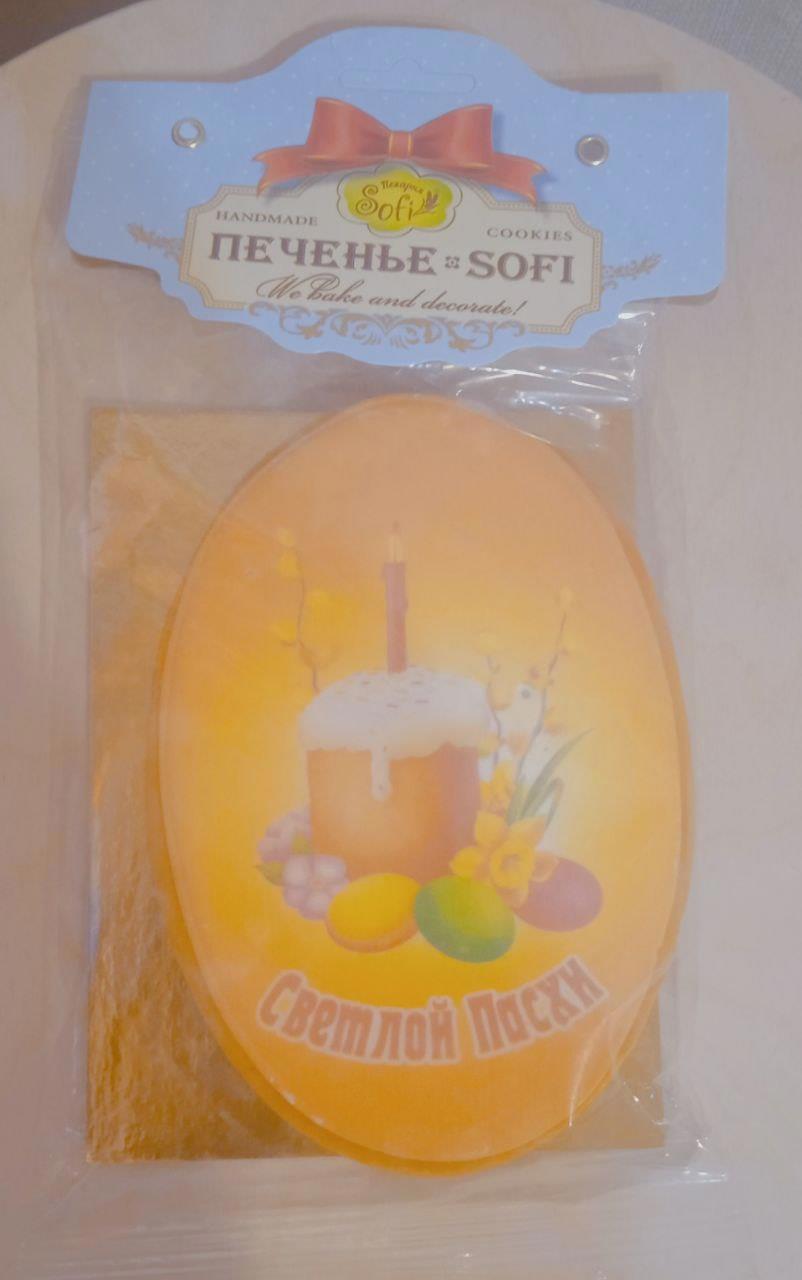 Пекарня
Sofi
HANDMADE
COOKIES
ПЕЧЕНЬЕ SOFI
We bake and decorate!
Светлой Пасхи